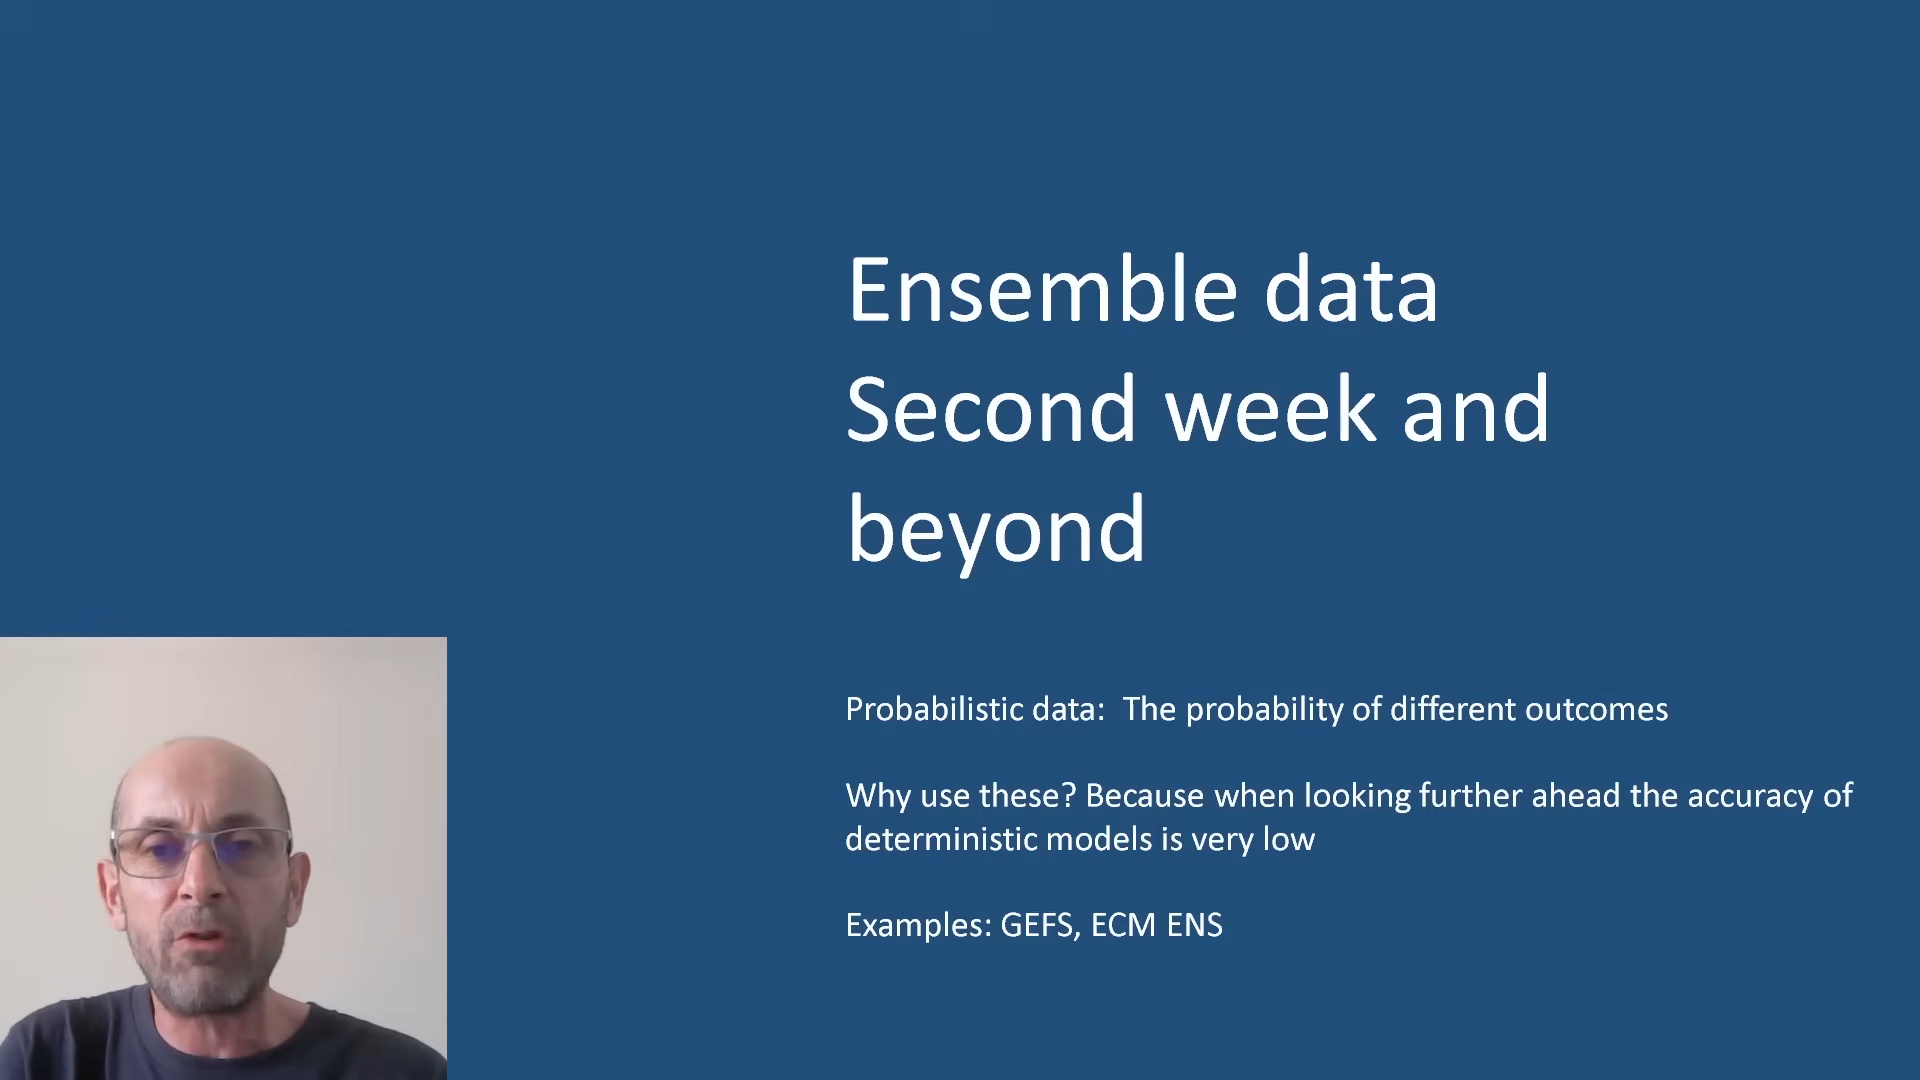 Ensemble data
Second week and
beyond
Probabilistic data:  The probability of different outcomes
Why use these? Because when looking further ahead the accuracy of
deterministic models is very low
Examples: GEFS, ECM ENS